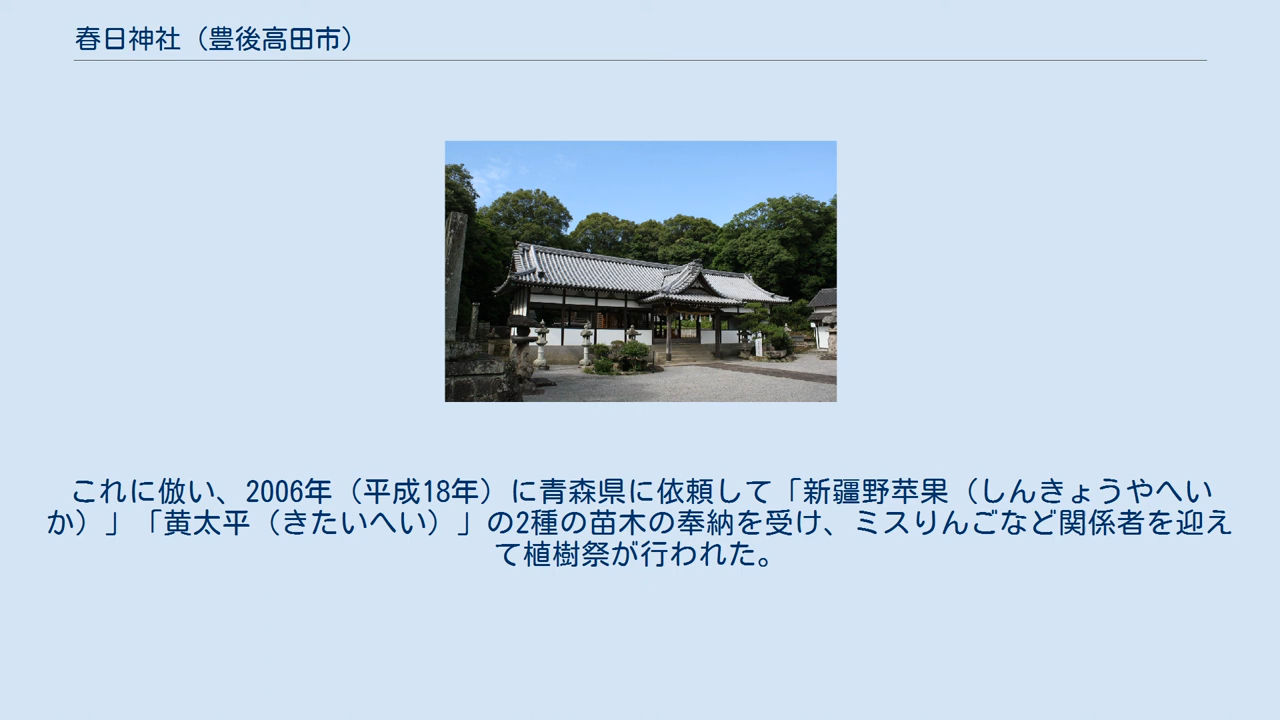 春日神社（豊後高田市）
これに倣い、2006年（平成18年）に青森県に依頼して「新疆野苹果（しんきょうやへい
か）」「黄太平（きたいへい）」の2種の苗木の奉納を受け、ミスりんごなど関係者を迎え
て植樹祭が行われた。